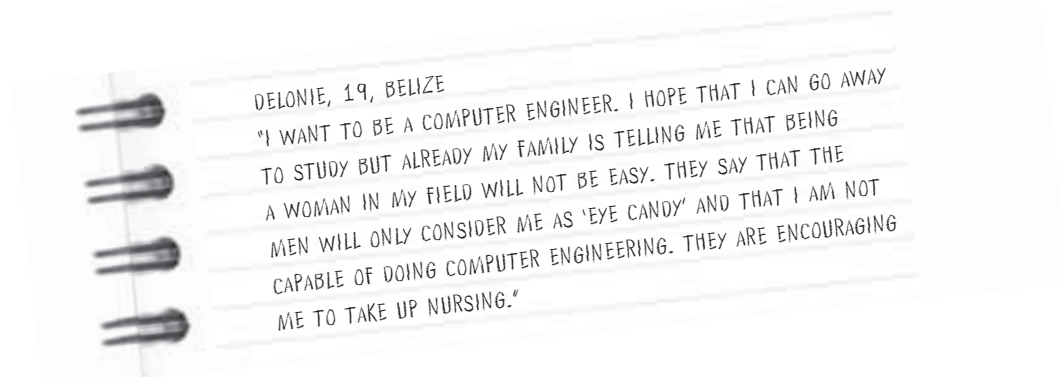 DELONIE, 19, BELIZE
"I WANT TO BE A COMPUTER ENGINEER. I HOPE THAT I CAN GO AWAY
TO STUDY BUT ALREADY MY FAMILY IS TELLING ME THAT BEING
A WOMAN IN MY FIELD WILL NOT BE EASY. THEY SAY THAT THE
MEN WILL ONLY CONSIDER ME AS 'EYE CANDY' AND THAT I AM NOT
CAPABLE OF DOING COMPUTER ENGINEERING. THEY ARE ENCOURAGING
ME TO TAKE UP NURSING."